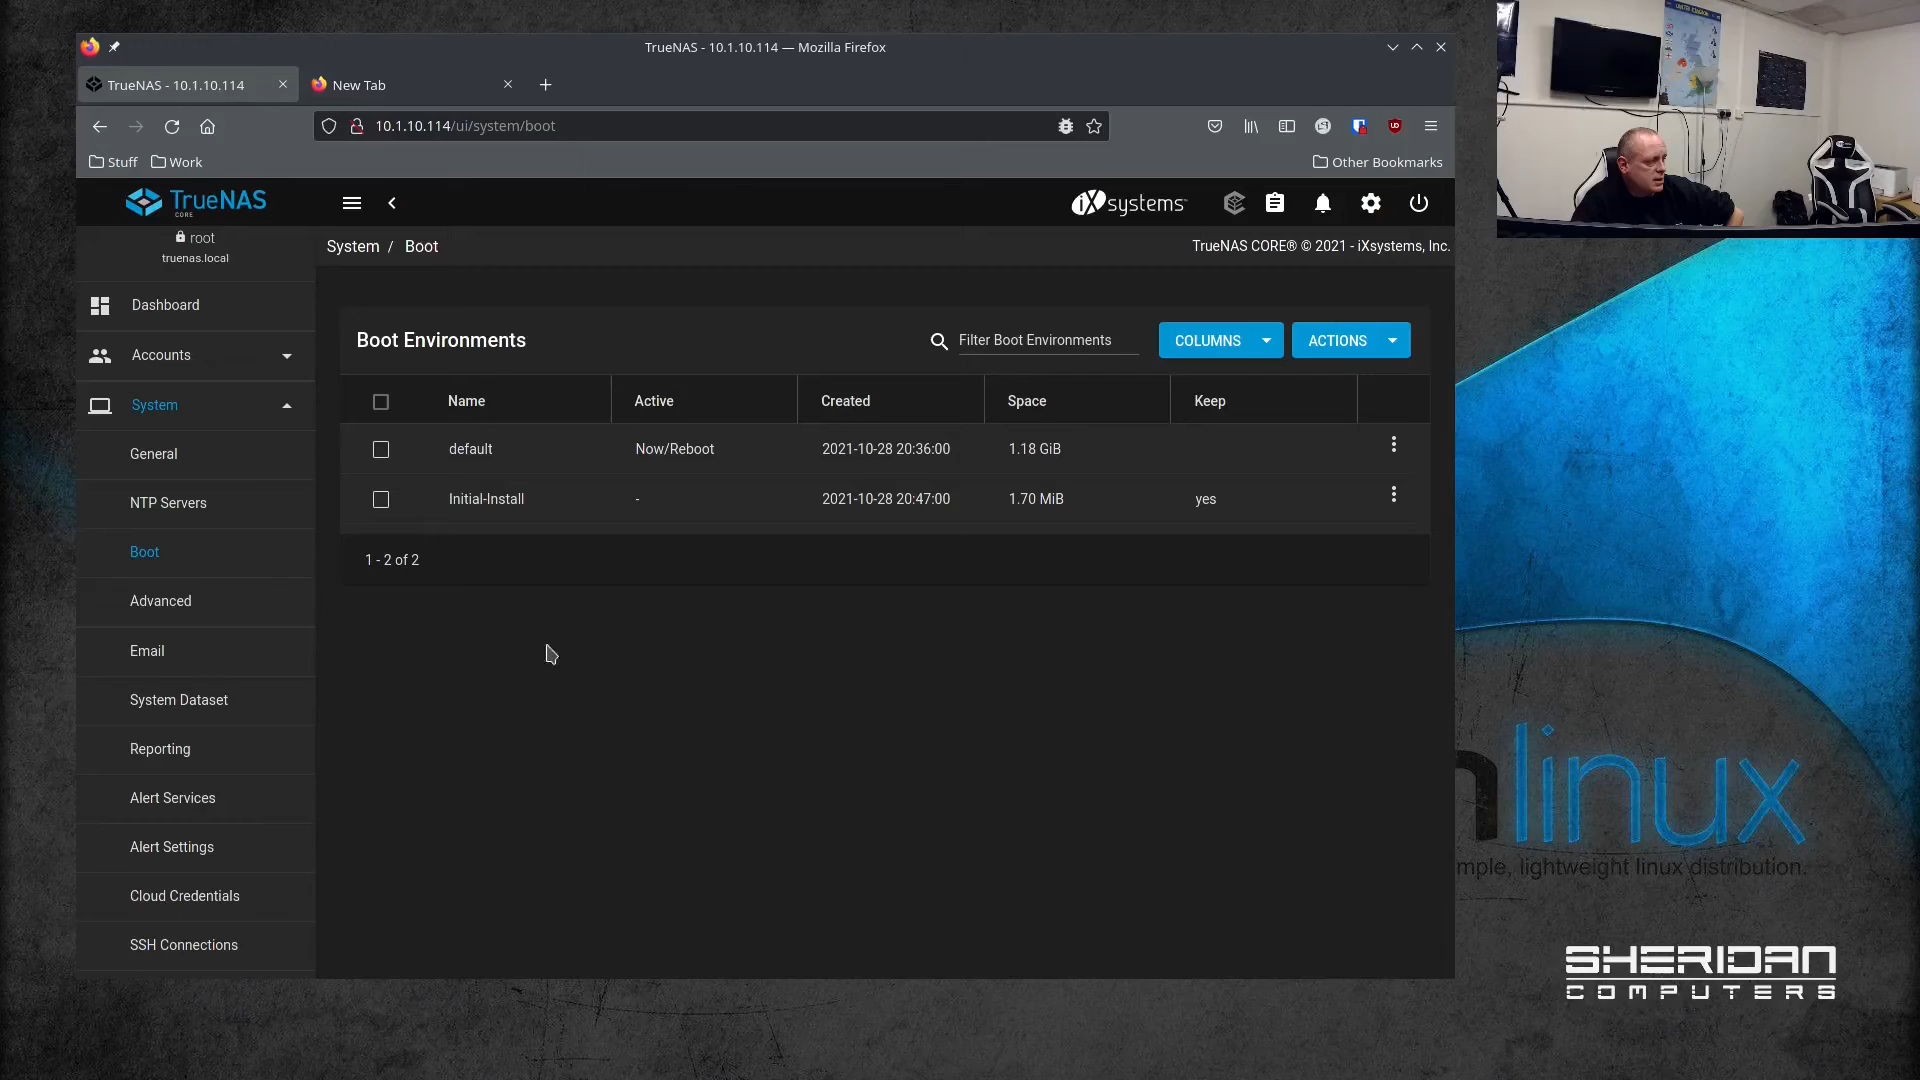 TrueNAS - 10.1.10.114 — Mozilla Firefox
TrueNAS - 10.1.10.114
New Tab
10.1.10.114/ui/system/boot
Stuff
Work
Other Bookmarks
TrueNAS
CORE
iXsystems
root
truenas.local
System / Boot
TrueNAS CORE® © 2021 - iXsystems, Inc.
Dashboard
Accounts
System
General
NTP Servers
Boot
Advanced
Email
System Dataset
Reporting
Alert Services
Alert Settings
Cloud Credentials
SSH Connections
Boot Environments
Filter Boot Environments
COLUMNS
ACTIONS
Name Active Created Space Keep
default Now/Reboot 2021-10-28 20:36:00 1.18 GiB
Initial-Install - 2021-10-28 20:47:00 1.70 MiB yes
1 - 2 of 2
nlinux
mple, lightweight linux distribution.
SHERIDAN
COMPUTERS